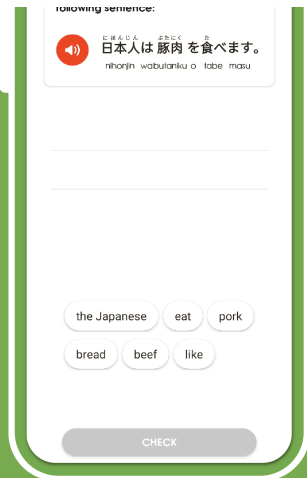 following sentence:
にほんじん ぶたにく た
日本人は 豚肉 を 食べます。
nihonjin wabutaniku o tabe masu
the Japanese eat pork
bread beef like
CHECK